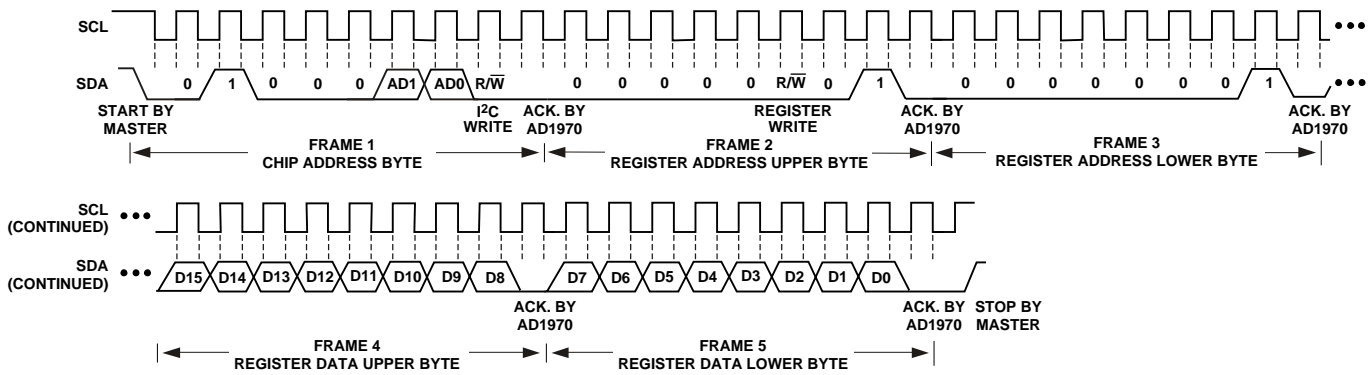 SCL
SDA 0 1 0 0 0 AD1 AD0 R/W̅ 0 0 0 0 0 R/W̅ 0 1 0 0 0 0 0 0 0 1
START BY MASTER
I²C WRITE
ACK. BY AD1970
REGISTER WRITE
ACK. BY AD1970
ACK. BY AD1970
FRAME 1
CHIP ADDRESS BYTE
FRAME 2
REGISTER ADDRESS UPPER BYTE
FRAME 3
REGISTER ADDRESS LOWER BYTE
SCL
(CONTINUED)
SDA
(CONTINUED)
D15 D14 D13 D12 D11 D10 D9 D8 D7 D6 D5 D4 D3 D2 D1 D0
ACK. BY
AD1970
ACK. BY
AD1970
STOP BY
MASTER
FRAME 4
REGISTER DATA UPPER BYTE
FRAME 5
REGISTER DATA LOWER BYTE